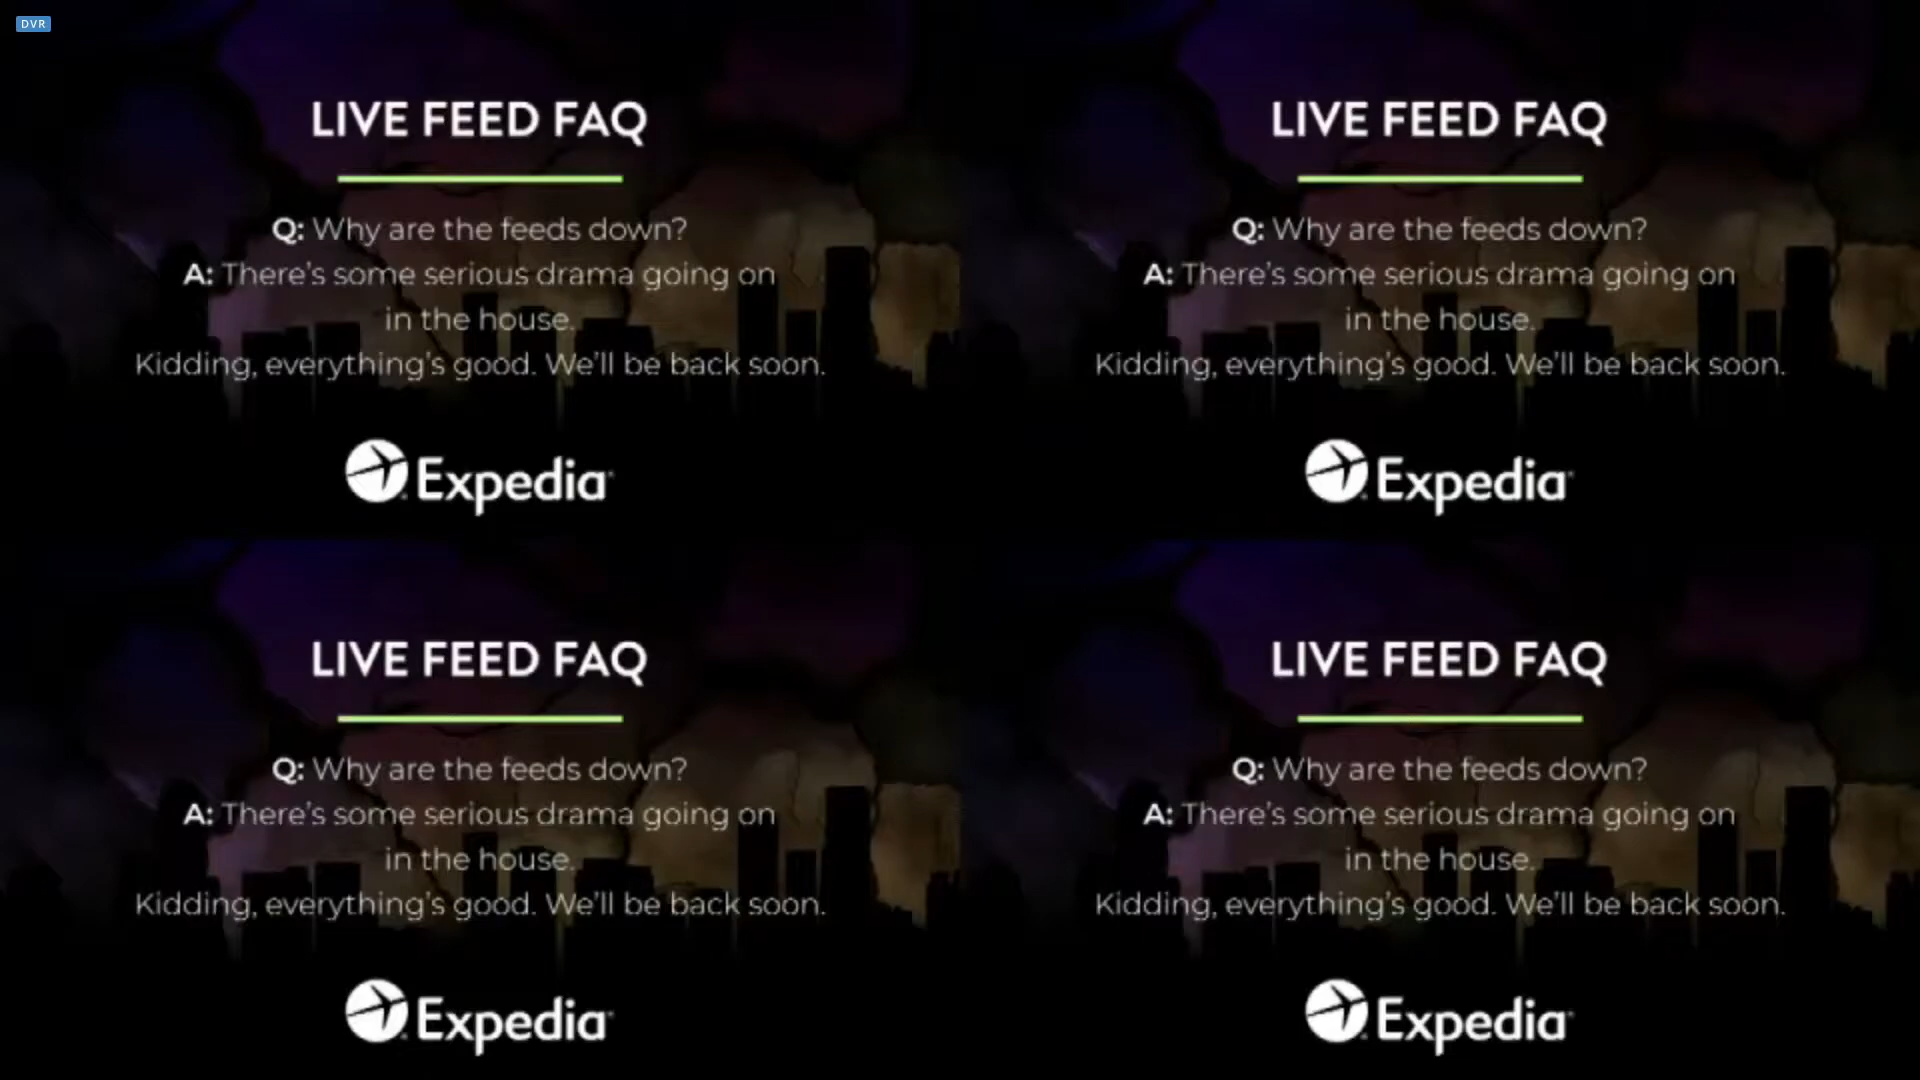 DVR
LIVE FEED FAQ
Q: Why are the feeds down?
A: There's some serious drama going on
in the house.
Kidding, everything's good. We'll be back soon.
Expedia
LIVE FEED FAQ
Q: Why are the feeds down?
A: There's some serious drama going on
in the house.
Kidding, everything's good. We'll be back soon.
Expedia
LIVE FEED FAQ
Q: Why are the feeds down?
A: There's some serious drama going on
in the house.
Kidding, everything's good. We'll be back soon.
Expedia
LIVE FEED FAQ
Q: Why are the feeds down?
A: There's some serious drama going on
in the house.
Kidding, everything's good. We'll be back soon.
Expedia